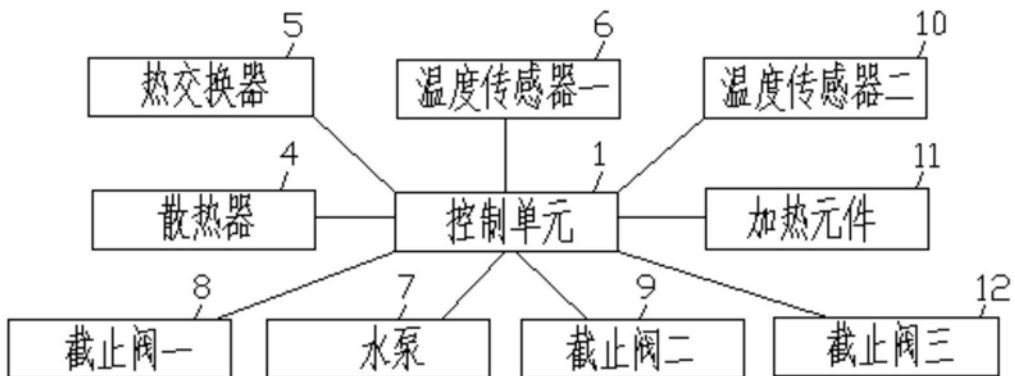 5
6
10
热交换器
温度传感器一
温度传感器二
4
1
11
散热器
控制单元
加热元件
8
7
9
12
截止阀一
水泵
截止阀二
截止阀三